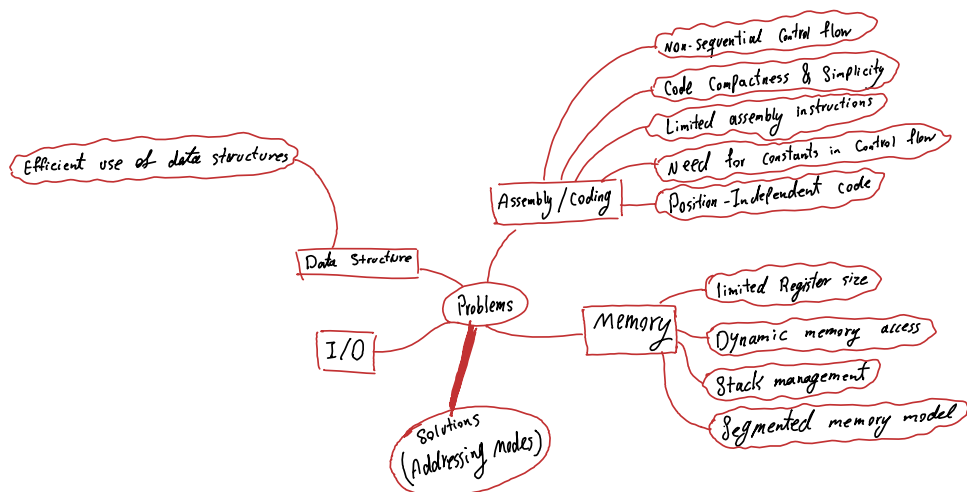 Non-sequential Control flow
Code Compactness & Simplicity
Limited assembly instructions
Need for Constants in Control flow
Position-Independent code
Assembly/Coding
Efficient use of data structures
Data Structure
Problems
I/O
Memory
limited Register size
Dynamic memory access
Stack management
Segmented memory model
Solutions
(Addressing Modes)